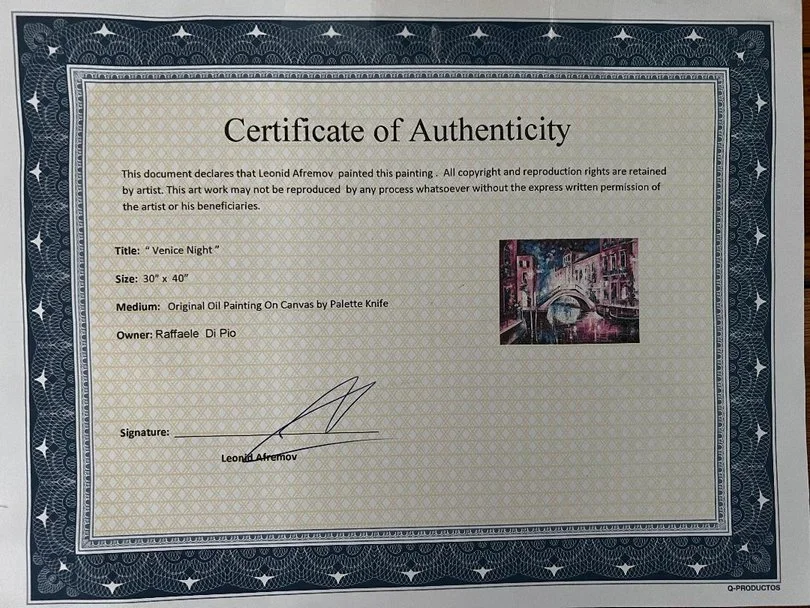 Certificate of Authenticity
This document declares that Leonid Afremov painted this painting . All copyright and reproduction rights are retained
by artist. This art work may not be reproduced by any process whatsoever without the express written permission of
the artist or his beneficiaries.
Title: “ Venice Night ”
Size: 30” x 40”
Medium: Original Oil Painting On Canvas by Palette Knife
Owner: Raffaele Di Pio
Signature:
Leonid Afremov
Q-PRODUCTOS